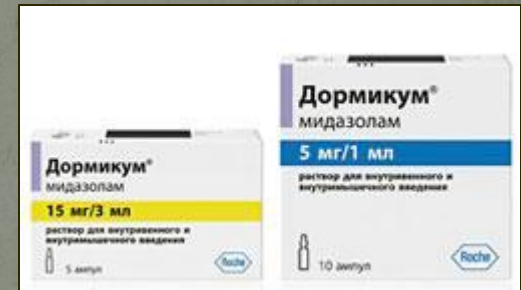 Дормикум®
мидазолам
15 мг/3 мл
раствор для внутривенного и
внутримышечного введения
5 ампул
Roche
Дормикум®
мидазолам
5 мг/1 мл
раствор для внутривенного и
внутримышечного введения
10 ампул
Roche